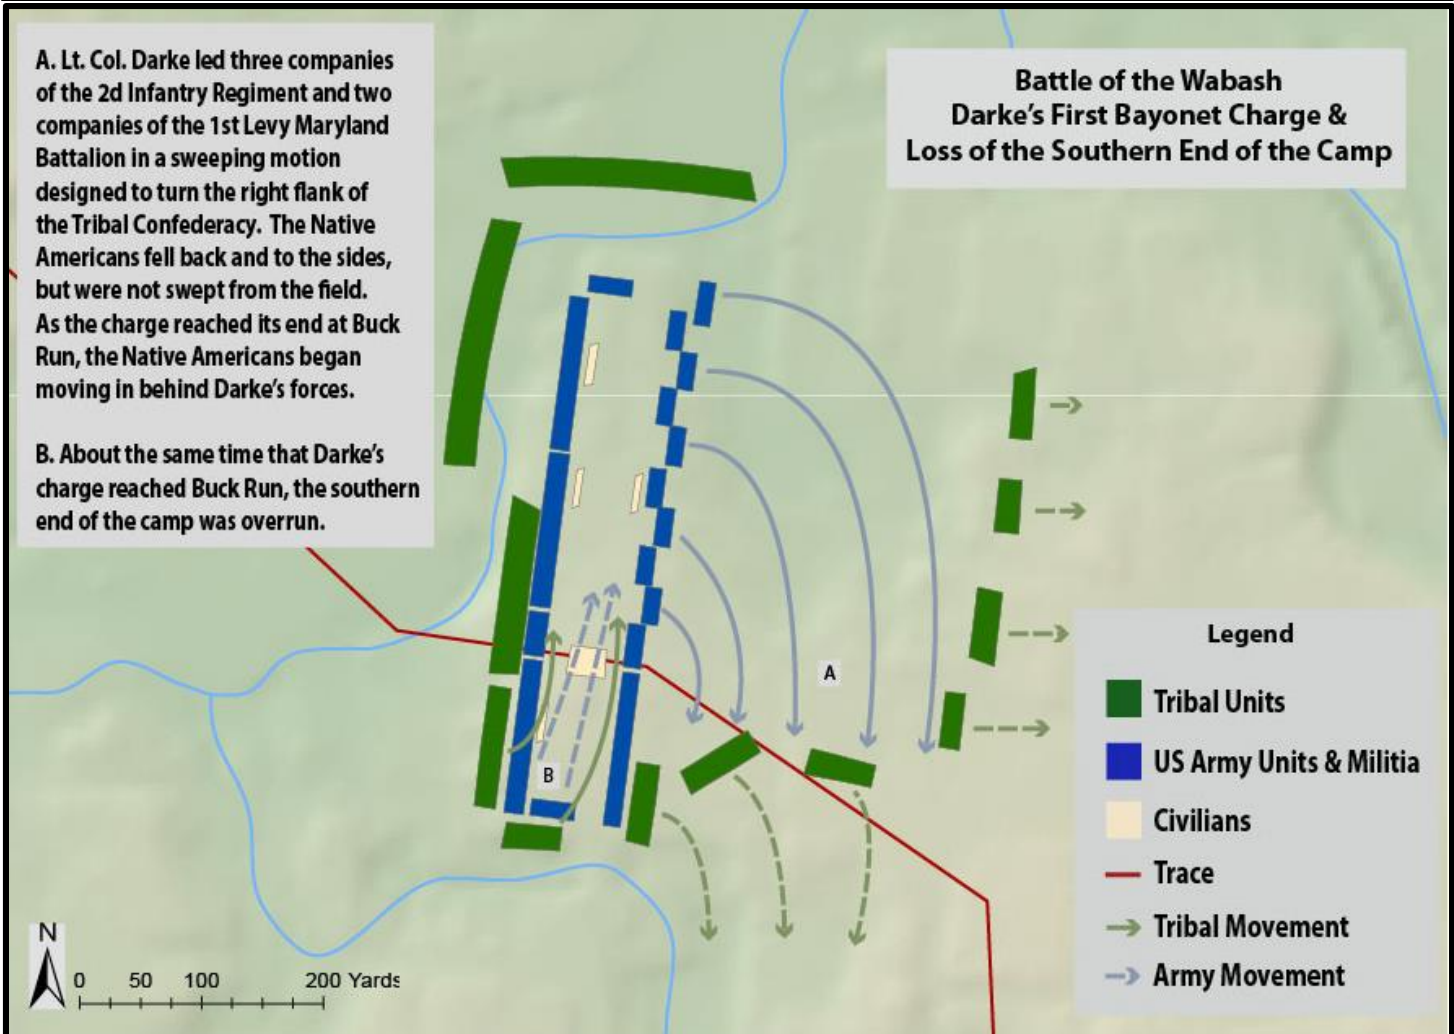 A. Lt. Col. Darke led three companies
of the 2d Infantry Regiment and two
companies of the 1st Levy Maryland
Battalion in a sweeping motion
designed to turn the right flank of
the Tribal Confederacy. The Native
Americans fell back and to the sides,
but were not swept from the field.
As the charge reached its end at Buck
Run, the Native Americans began
moving in behind Darke's forces.
B. About the same time that Darke's
charge reached Buck Run, the southern
end of the camp was overrun.
Battle of the Wabash
Darke's First Bayonet Charge &
Loss of the Southern End of the Camp
A
B
Legend
Tribal Units
US Army Units & Militia
Civilians
Trace
Tribal Movement
Army Movement
N
0 50 100 200 Yards